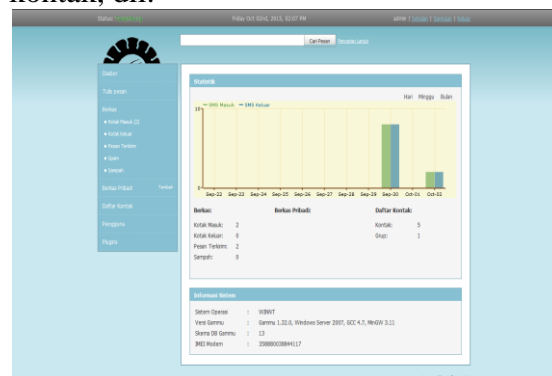 kontak, dll.
Status:
Friday Oct 02nd, 2015, 02:07 PM
Cari Pesan
Statistik
Hari Minggu Bulan
SMS Masuk SMS Keluar
10
0
Sep-22 Sep-23 Sep-24 Sep-25 Sep-26 Sep-27 Sep-28 Sep-29 Sep-30 Oct-01 Oct-02
Tulis pesan
Berkas
Kotak Masuk (2)
Kotak Keluar
Pesan Terkirim
Spam
Sampah
Berkas Pribadi
Daftar Kontak
Pengguna
Plugins
Berkas: Berkas Pribadi: Daftar Kontak:
Kotak Masuk: 2 Kontak: 5
Kotak Keluar: 0 Grup: 1
Pesan Terkirim: 2
Sampah: 0
Informasi Sistem
Sistem Operasi : WINNT
Versi Gammu : Gammu 1.32.0, Windows Server 2007, GCC 4.7, MinGW 3.11
Skema DB Gammu : 13
IMEI Modem :